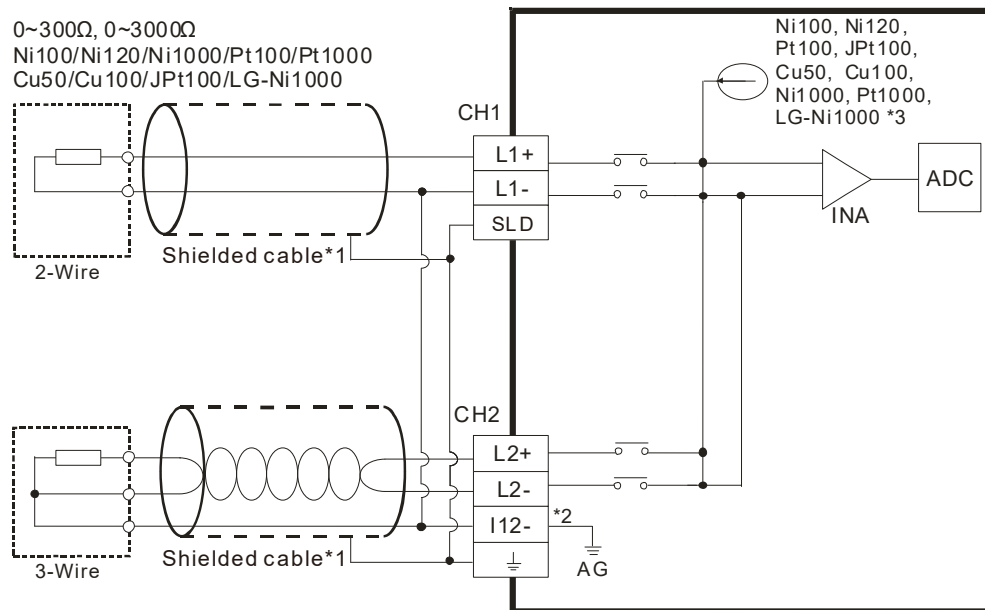 0~300Ω, 0~3000Ω
Ni100/Ni120/Ni1000/Pt100/Pt1000
Cu50/Cu100/JPt100/LG-Ni1000
Ni100, Ni120,
Pt100, JPt100,
Cu50, Cu100,
Ni1000, Pt1000,
LG-Ni1000 *3
CH1
L1+
L1-
SLD
INA
ADC
Shielded cable*1
2-Wire
CH2
L2+
L2-
I12-
*2
AG
Shielded cable*1
3-Wire